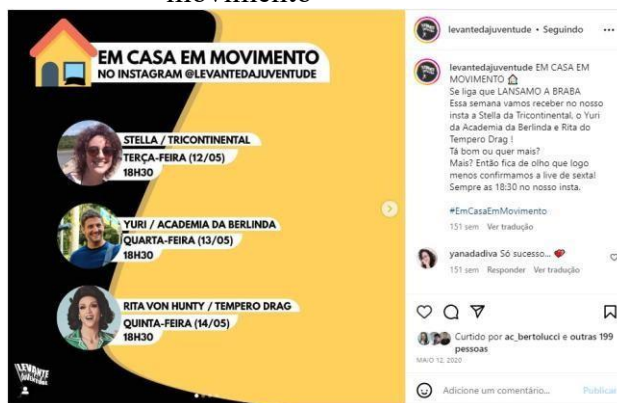 movimento
EM CASA EM MOVIMENTO
NO INSTAGRAM @LEVANTEDAJUVENTUDE
STELLA / TRICONTINENTAL
TERÇA-FEIRA (12/05)
18H30
YURI / ACADEMIA DA BERLINDA
QUARTA-FEIRA (13/05)
18H30
RITA VON HUNTY / TEMPERO DRAG
QUINTA-FEIRA (14/05)
18H30
LEVANTE
levantedajuventude • Seguindo
levantedajuventude EM CASA EM
MOVIMENTO
Se liga que LANSAMO A BRABA
Essa semana vamos receber no nosso
insta a Stella da Tricontinental, o Yuri
da Academia da Berlinda e Rita do
Tempero Drag !
Tá bom ou quer mais?
Mais? Então fica de olho que logo
menos confirmamos a live de sexta!
Sempre as 18:30 no nosso insta.
#EmCasaEmMovimento
151 sem Ver tradução
yanadadiva Só sucesso...
151 sem Responder Ver tradução
Curtido por ac_bertolucci e outras 199
pessoas
MAIO 12, 2020
Adicione um comentário... Publicar